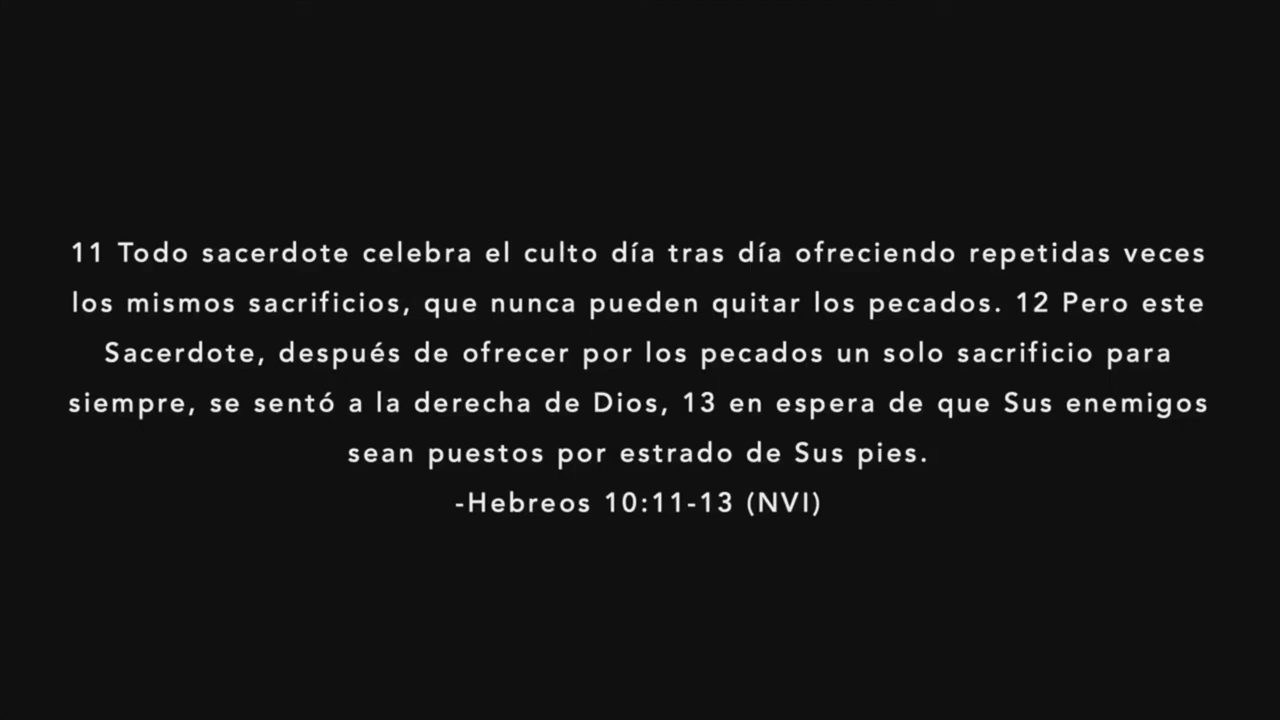 11 Todo sacerdote celebra el culto día tras día ofreciendo repetidas veces
los mismos sacrificios, que nunca pueden quitar los pecados. 12 Pero este
Sacerdote, después de ofrecer por los pecados un solo sacrificio para
siempre, se sentó a la derecha de Dios, 13 en espera de que Sus enemigos
sean puestos por estrado de Sus pies.
-Hebreos 10:11-13 (NVI)